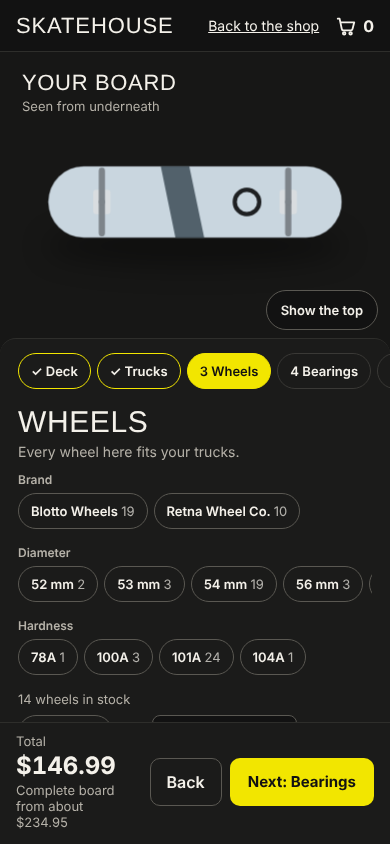 SKATEHOUSE Back to the shop 0
YOUR BOARD
Seen from underneath
Show the top
✓ Deck ✓ Trucks 3 Wheels 4 Bearings
WHEELS
Every wheel here fits your trucks.
Brand
Blotto Wheels 19 Retna Wheel Co. 10
Diameter
52 mm 2 53 mm 3 54 mm 19 56 mm 3
Hardness
78A 1 100A 3 101A 24 104A 1
14 wheels in stock
Total
$146.99
Complete board
from about
$234.95
Back Next: Bearings